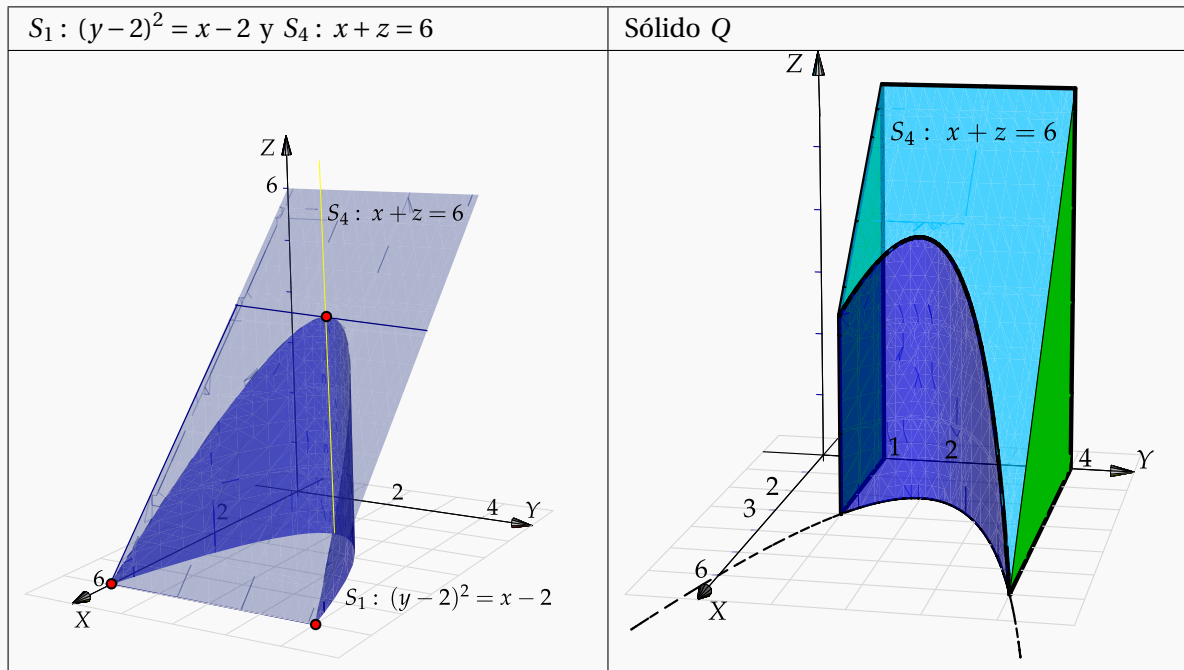 S₁ : (y − 2)² = x − 2 y S₄ : x + z = 6
Sólido Q
Z
6
S₄ : x + z = 6
2
4
Y
2
6
X
S₁ : (y − 2)² = x − 2
Z
S₄ : x + z = 6
1
2
4
Y
2
3
6
X